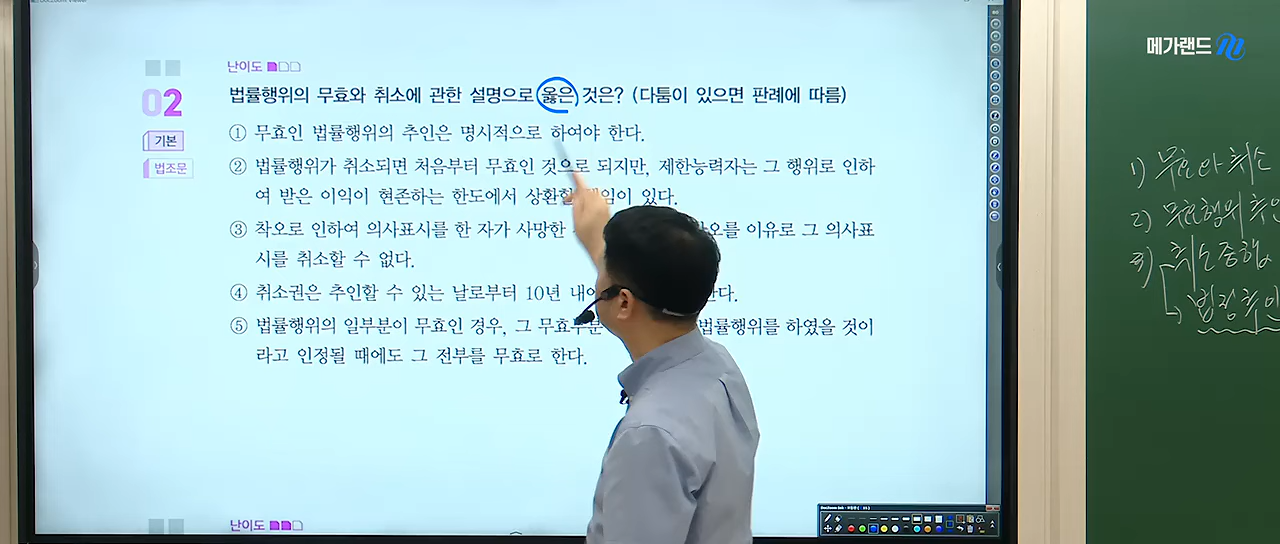 난이도
02
법률행위의 무효와 취소에 관한 설명으로 옳은 것은? (다툼이 있으면 판례에 따름)
기본
법조문
① 무효인 법률행위의 추인은 명시적으로 하여야 한다.
② 법률행위가 취소되면 처음부터 무효인 것으로 되지만, 제한능력자는 그 행위로 인하
여 받은 이익이 현존하는 한도에서 상환할 책임이 있다.
③ 착오로 인하여 의사표시를 한 자가 사망한 이유로 그 의사표
시를 취소할 수 없다.
④ 취소권은 추인할 수 있는 날로부터 10년 내에
⑤ 법률행위의 일부분이 무효인 경우, 그 무효부분 법률행위를 하였을 것이
라고 인정될 때에도 그 전부를 무효로 한다.
난이도
메가랜드
1) 무효와 취소
2) 무효행위 추인
3) 취소
법정추인